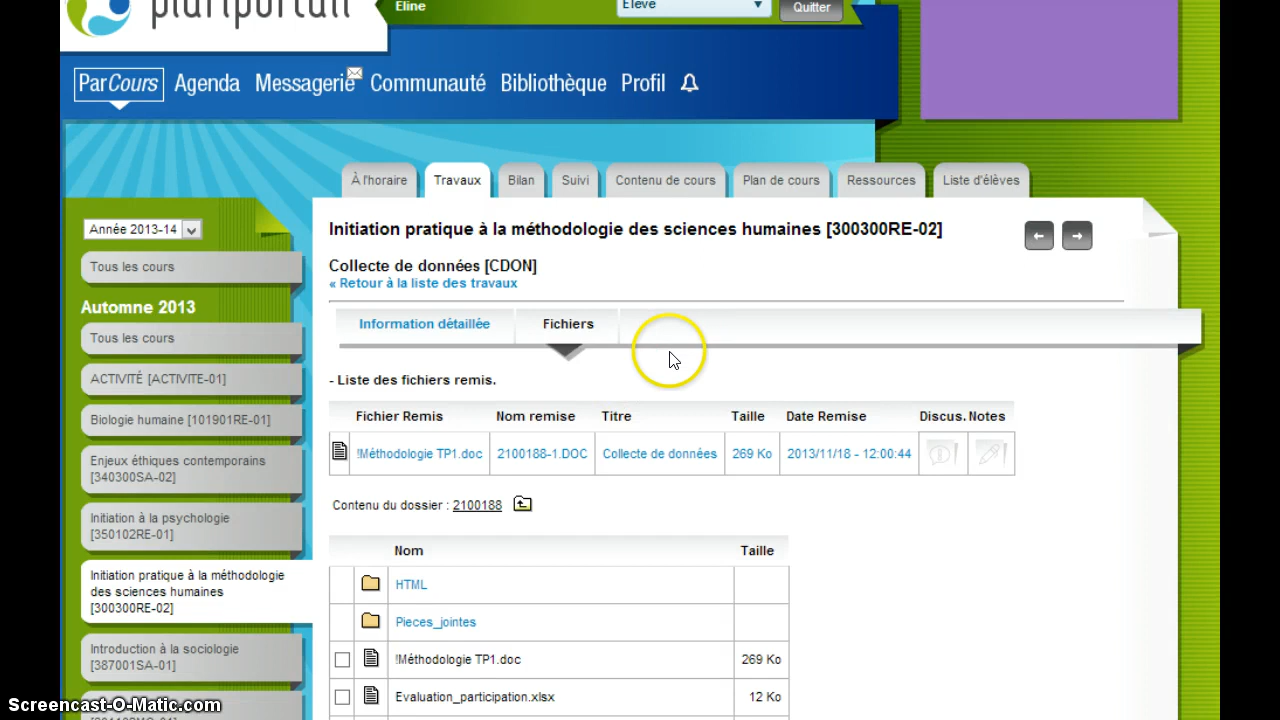 pluriportail
Eline
Élève
Quitter
ParCours Agenda Messagerie Communauté Bibliothèque Profil
À l'horaire Travaux Bilan Suivi Contenu de cours Plan de cours Ressources Liste d'élèves
Année 2013-14
Tous les cours
Automne 2013
Tous les cours
ACTIVITÉ [ACTIVITE-01]
Biologie humaine [101901RE-01]
Enjeux éthiques contemporains
[340300SA-02]
Initiation à la psychologie
[350102RE-01]
Initiation pratique à la méthodologie
des sciences humaines
[300300RE-02]
Introduction à la sociologie
[387001SA-01]
Initiation pratique à la méthodologie des sciences humaines [300300RE-02]
Collecte de données [CDON]
« Retour à la liste des travaux
Information détaillée Fichiers
- Liste des fichiers remis.
Fichier Remis Nom remise Titre Taille Date Remise Discus. Notes
!Méthodologie TP1.doc 2100188-1.DOC Collecte de données 269 Ko 2013/11/18 - 12:00:44
Contenu du dossier : 2100188
Nom Taille
HTML
Pieces_jointes
!Méthodologie TP1.doc 269 Ko
Evaluation_participation.xlsx 12 Ko
Screencast-O-Matic.com